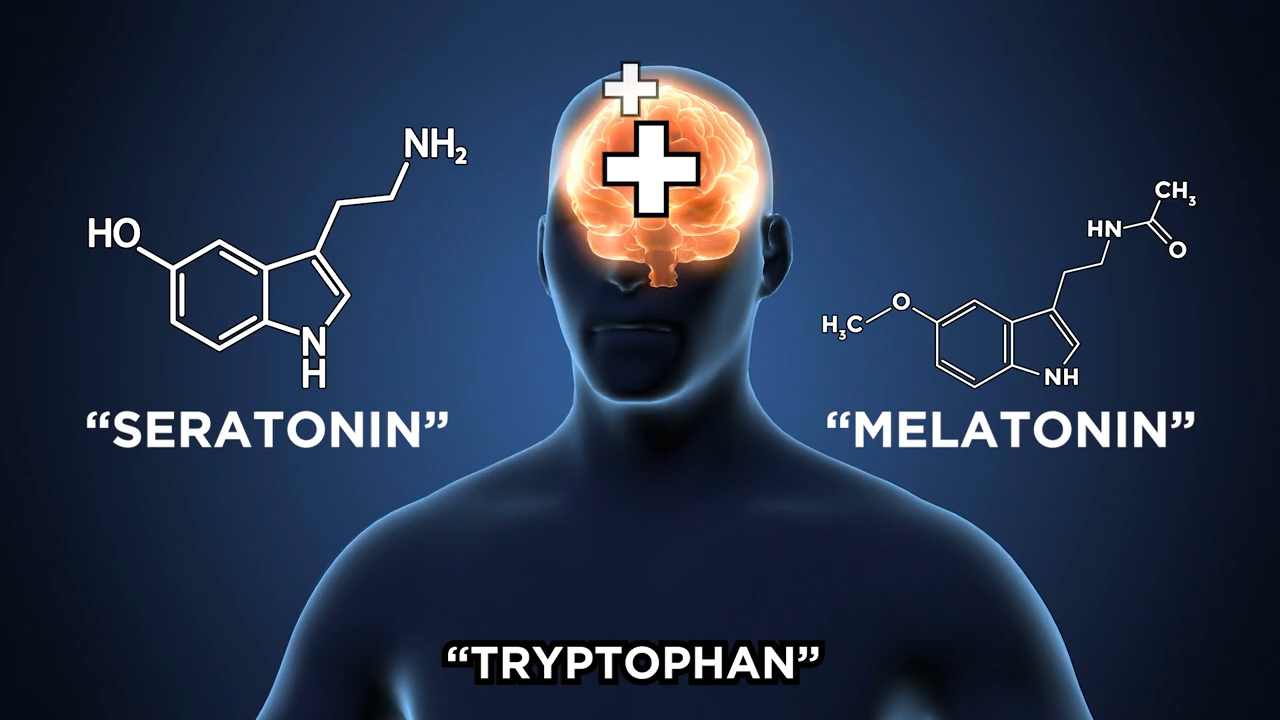 NH₂
HO
N
H
"SERATONIN"
CH₃
HN
O
O
H₃C
NH
"MELATONIN"
"TRYPTOPHAN"